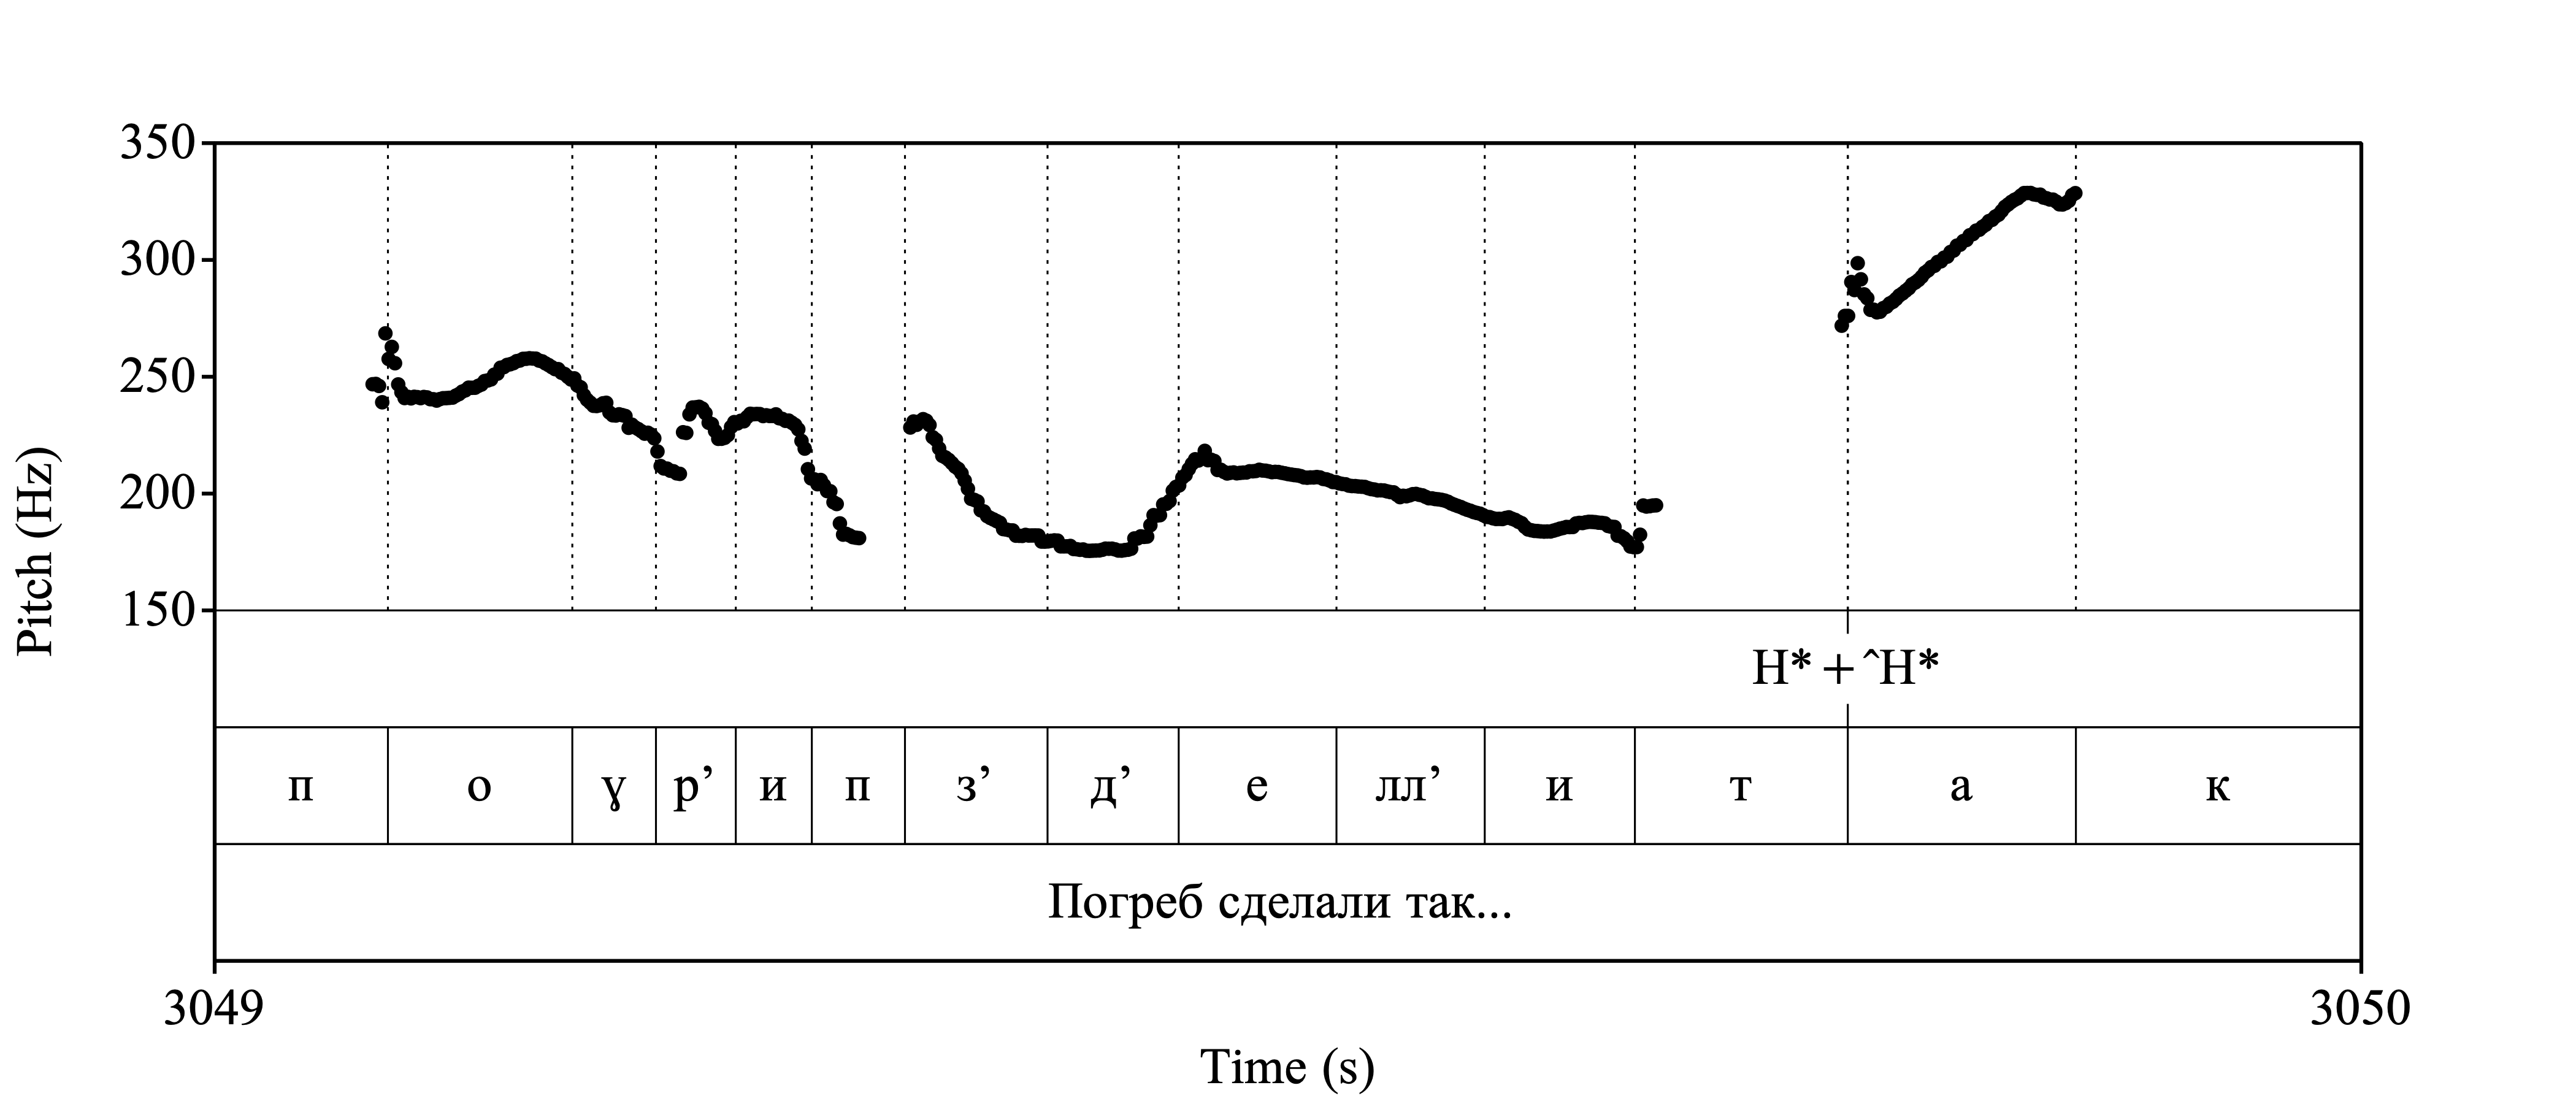 350
300
250
200
150
Pitch (Hz)
H* + ^H*
п о ɣ р’ и п з’ д’ е лл’ и т а к
Погреб сделали так...
3049 3050
Time (s)